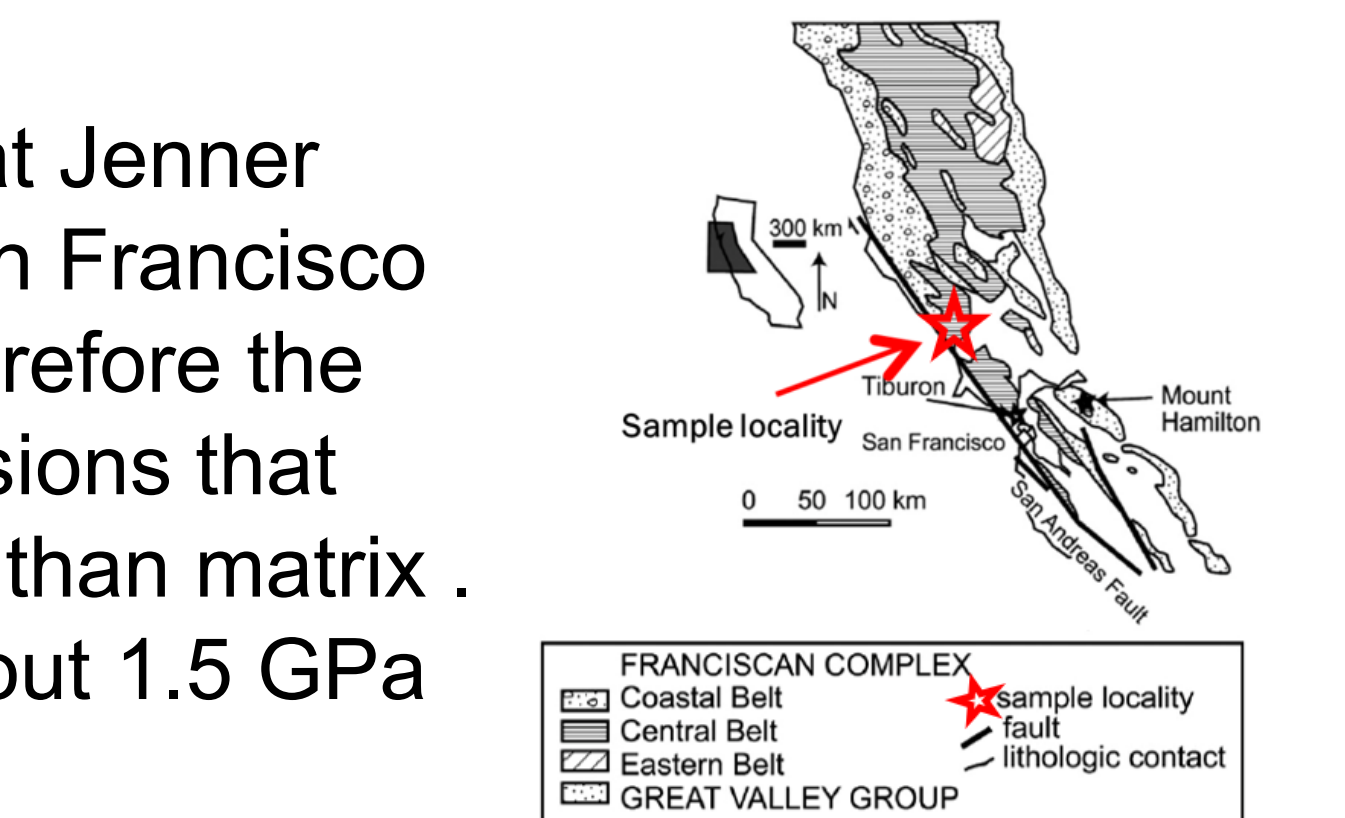 at Jenner
n Francisco
refore the
sions that
than matrix .
out 1.5 GPa
300 km
N
Tiburon
Sample locality
San Francisco
Mount
Hamilton
0 50 100 km
San Andreas Fault
FRANCISCAN COMPLEX
Coastal Belt
Central Belt
Eastern Belt
GREAT VALLEY GROUP
sample locality
fault
lithologic contact